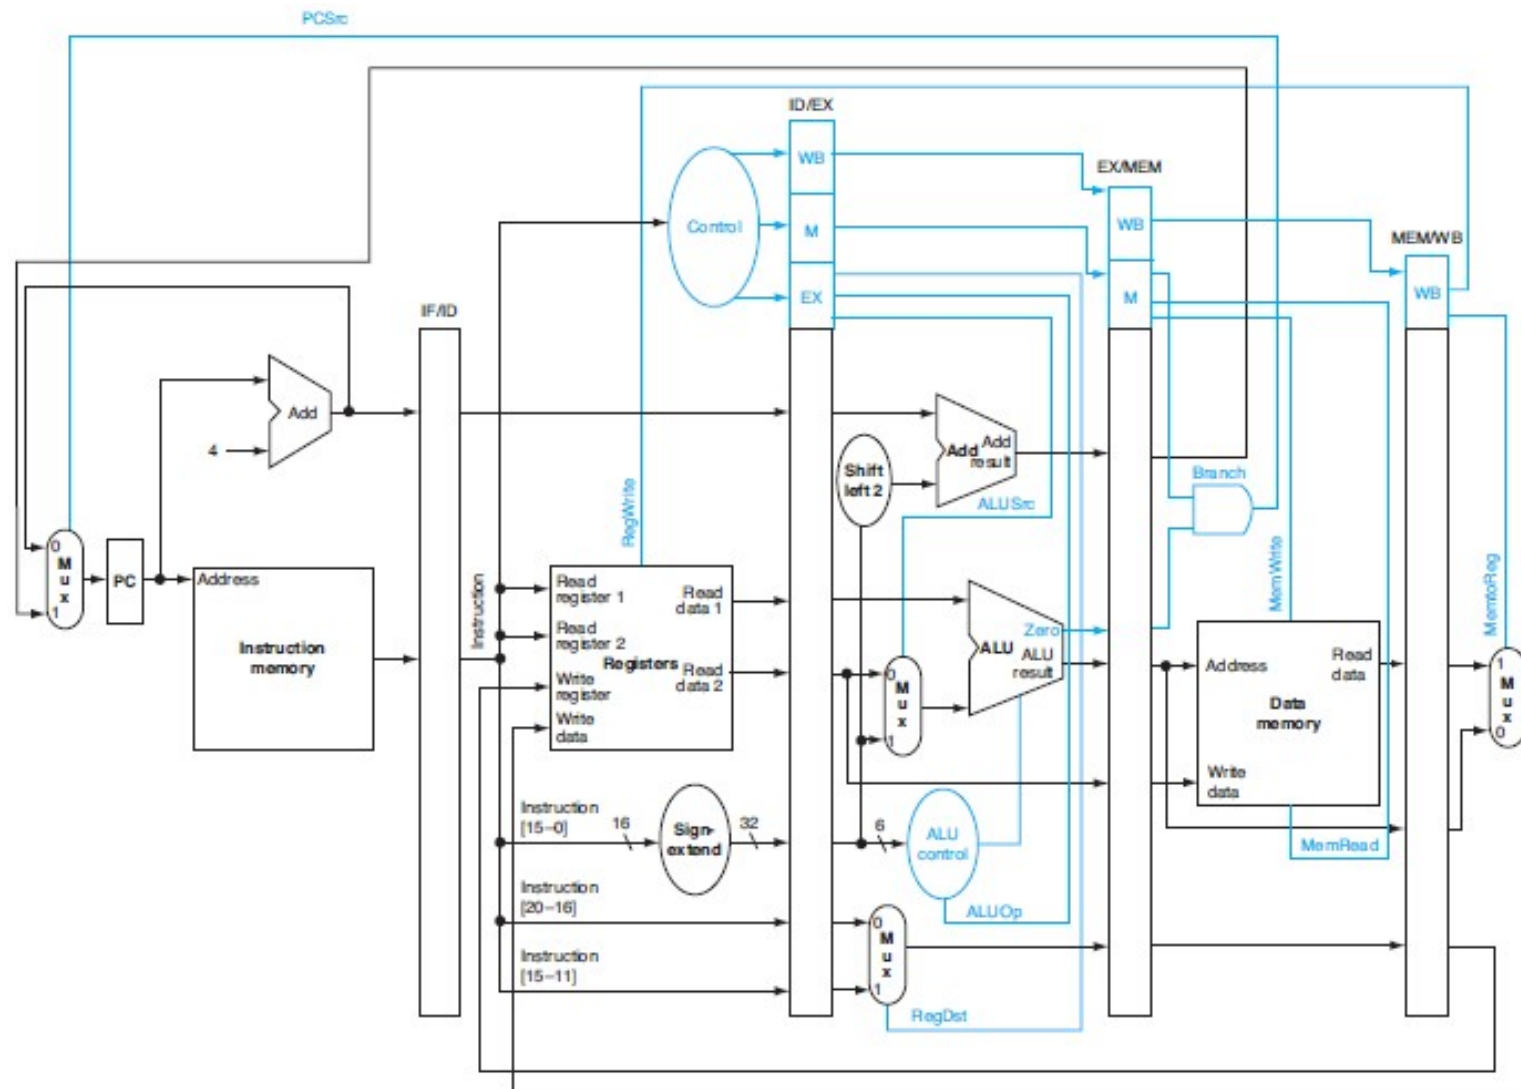 PCSrc
ID/EX
WB
EX/MEM
Control
M
WB
MEM/WB
EX
M
WB
IF/ID
Add
4
Shift
left 2
Add
Add
result
Branch
ALUSrc
RegWrite
MemWrite
MemtoReg
0
M
u
x
1
PC
Address
Instruction
memory
Instruction
Read
register 1
Read
register 2
Write
register
Write
data
Registers
Read
data 1
Read
data 2
0
M
u
x
1
ALU
Zero
ALU
result
Address
Read
data
Data
memory
Write
data
1
M
u
x
0
Instruction
[15–0]
16
Sign-
extend
32
6
ALU
control
MemRead
Instruction
[20–16]
ALUOp
0
M
u
x
1
Instruction
[15–11]
RegDst